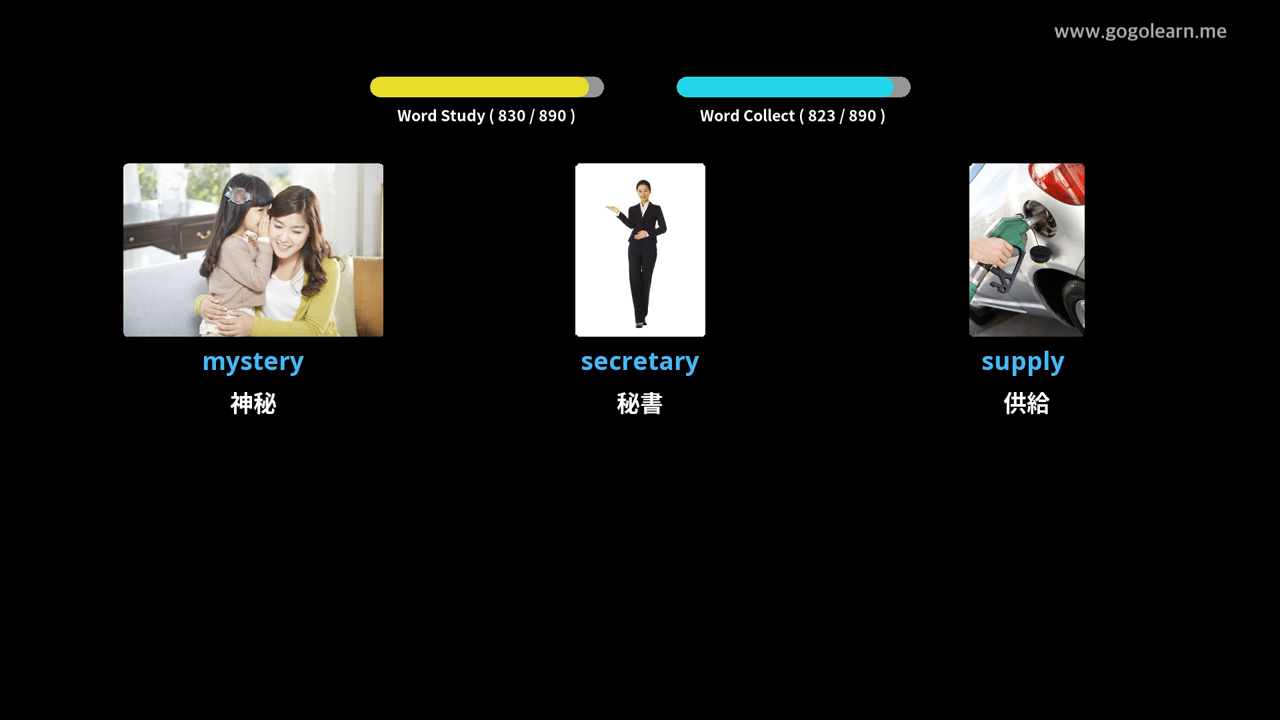 www.gogolearn.me
Word Study ( 830 / 890 )
Word Collect ( 823 / 890 )
mystery
神秘
secretary
秘書
supply
供給